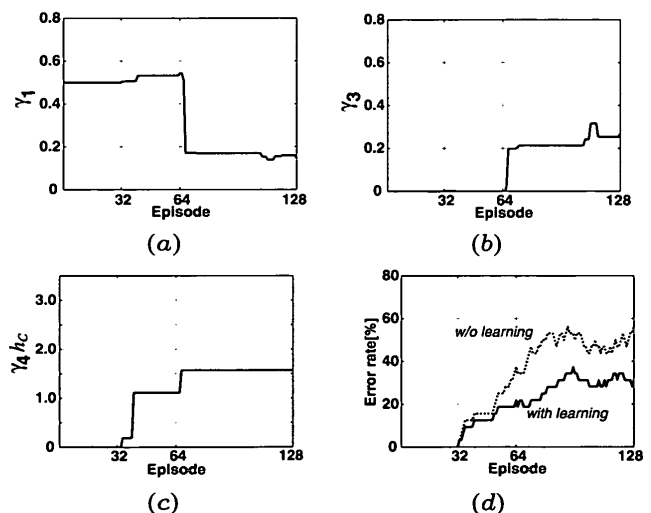 0.8
0.6
0.4
0.2
0
γ1
32
64
128
Episode
(a)
0.8
0.6
0.4
0.2
0
γ3
32
64
128
Episode
(b)
3.0
2.0
1.0
0
γ4 hc
32
64
128
Episode
(c)
80
60
40
20
0
Error rate[%]
w/o learning
with learning
32
64
128
Episode
(d)